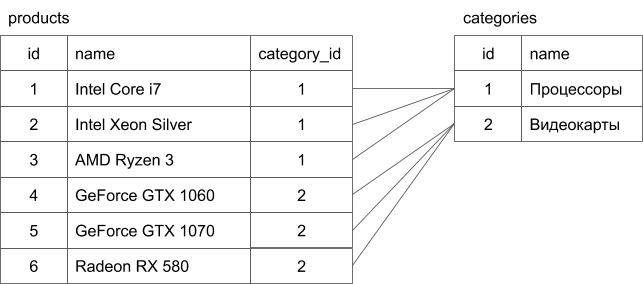 products categories
id name category_id id name
1 Intel Core i7 1 1 Процессоры
2 Intel Xeon Silver 1 2 Видеокарты
3 AMD Ryzen 3 1
4 GeForce GTX 1060 2
5 GeForce GTX 1070 2
6 Radeon RX 580 2